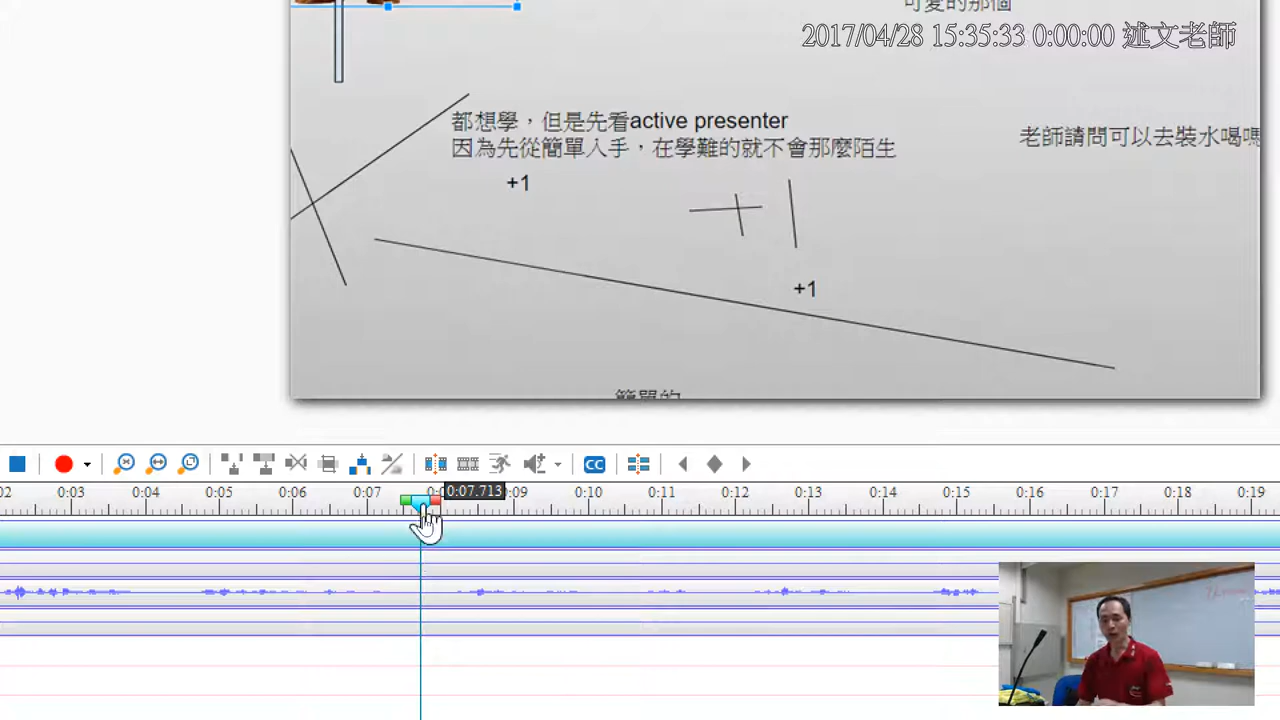 可愛的那個
2017/04/28 15:35:33 0:00:00 述文老師
都想學，但是先看active presenter
因為先從簡單入手，在學難的就不會那麼陌生
老師請問可以去裝水喝嗎
+1
+1
簡單的
CC
02 0:03 0:04 0:05 0:06 0:07 0:07.713 0:09 0:10 0:11 0:12 0:13 0:14 0:15 0:16 0:17 0:18 0:19